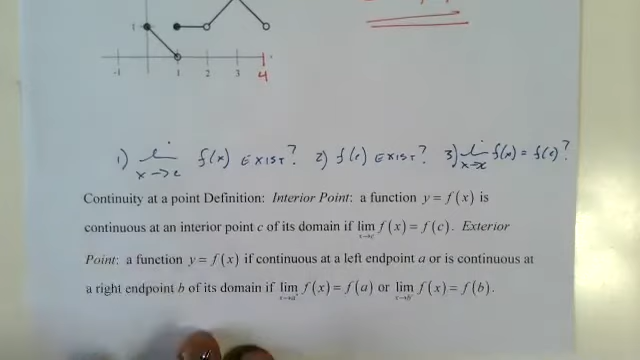 1
-1 1 2 3 4
1) lim x→c f(x) EXIST? 2) f(c) EXIST? 3) lim x→c f(x) = f(c)?
Continuity at a point Definition: Interior Point: a function y = f(x) is
continuous at an interior point c of its domain if lim x→c f(x) = f(c). Exterior
Point: a function y = f(x) if continuous at a left endpoint a or is continuous at
a right endpoint b of its domain if lim x→a⁺ f(x) = f(a) or lim x→b⁻ f(x) = f(b).